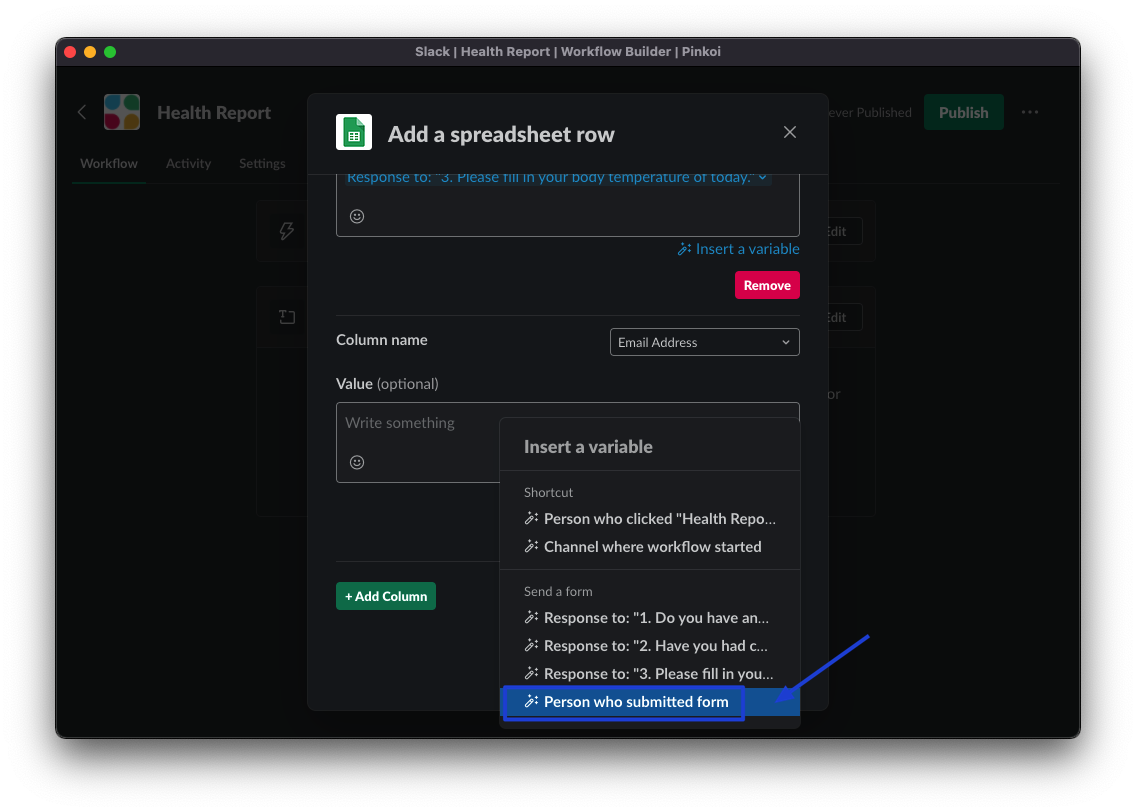 Slack | Health Report | Workflow Builder | Pinkoi
Health Report
ever Published
Publish
Workflow
Activity
Settings
Add a spreadsheet row
Response to: "3. Please fill in your body temperature of today."
Edit
Insert a variable
Remove
Edit
Column name
Email Address
Value (optional)
or
Write something
Insert a variable
Shortcut
Person who clicked "Health Repo...
Channel where workflow started
Send a form
+ Add Column
Response to: "1. Do you have an...
Response to: "2. Have you had c...
Response to: "3. Please fill in you...
Person who submitted form